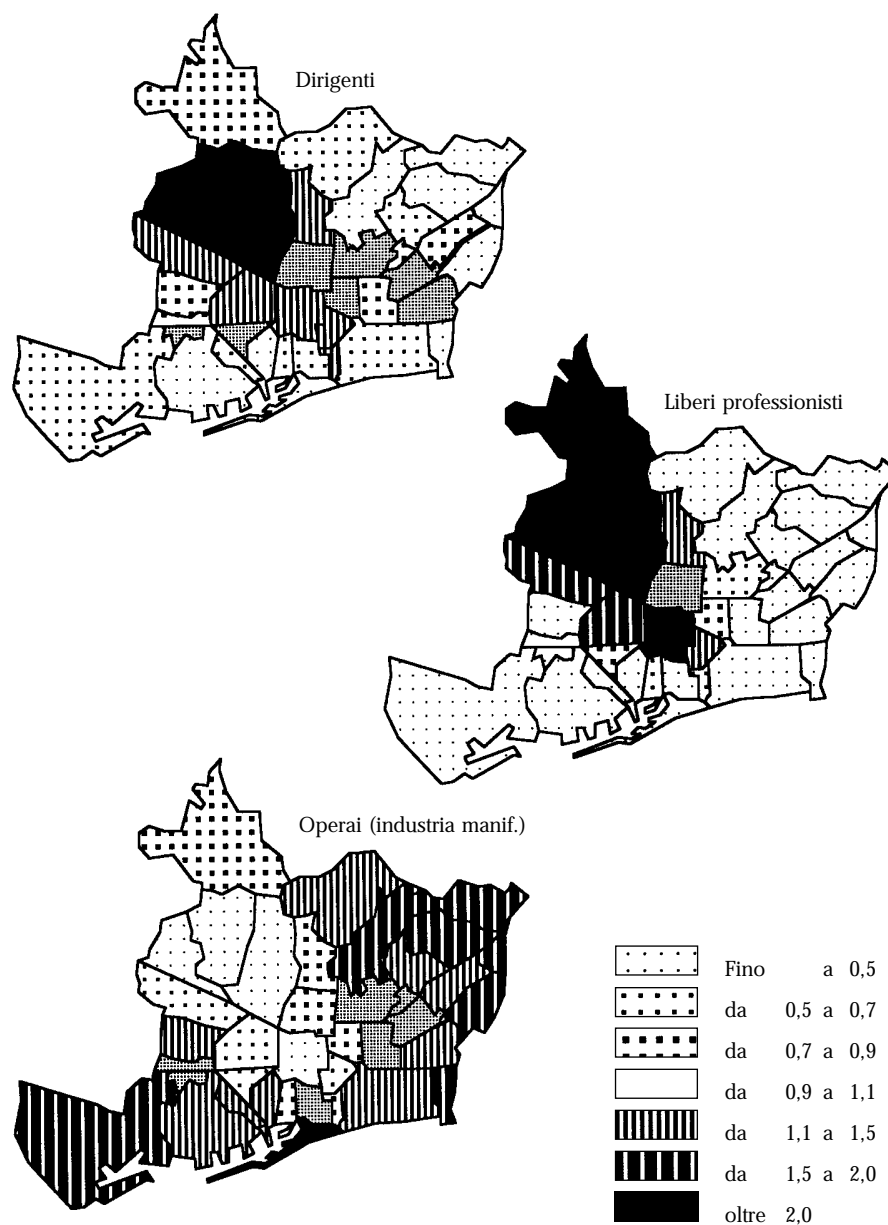 Dirigenti
Liberi professionisti
Operai (industria manif.)
Fino a 0,5
da 0,5 a 0,7
da 0,7 a 0,9
da 0,9 a 1,1
da 1,1 a 1,5
da 1,5 a 2,0
oltre 2,0